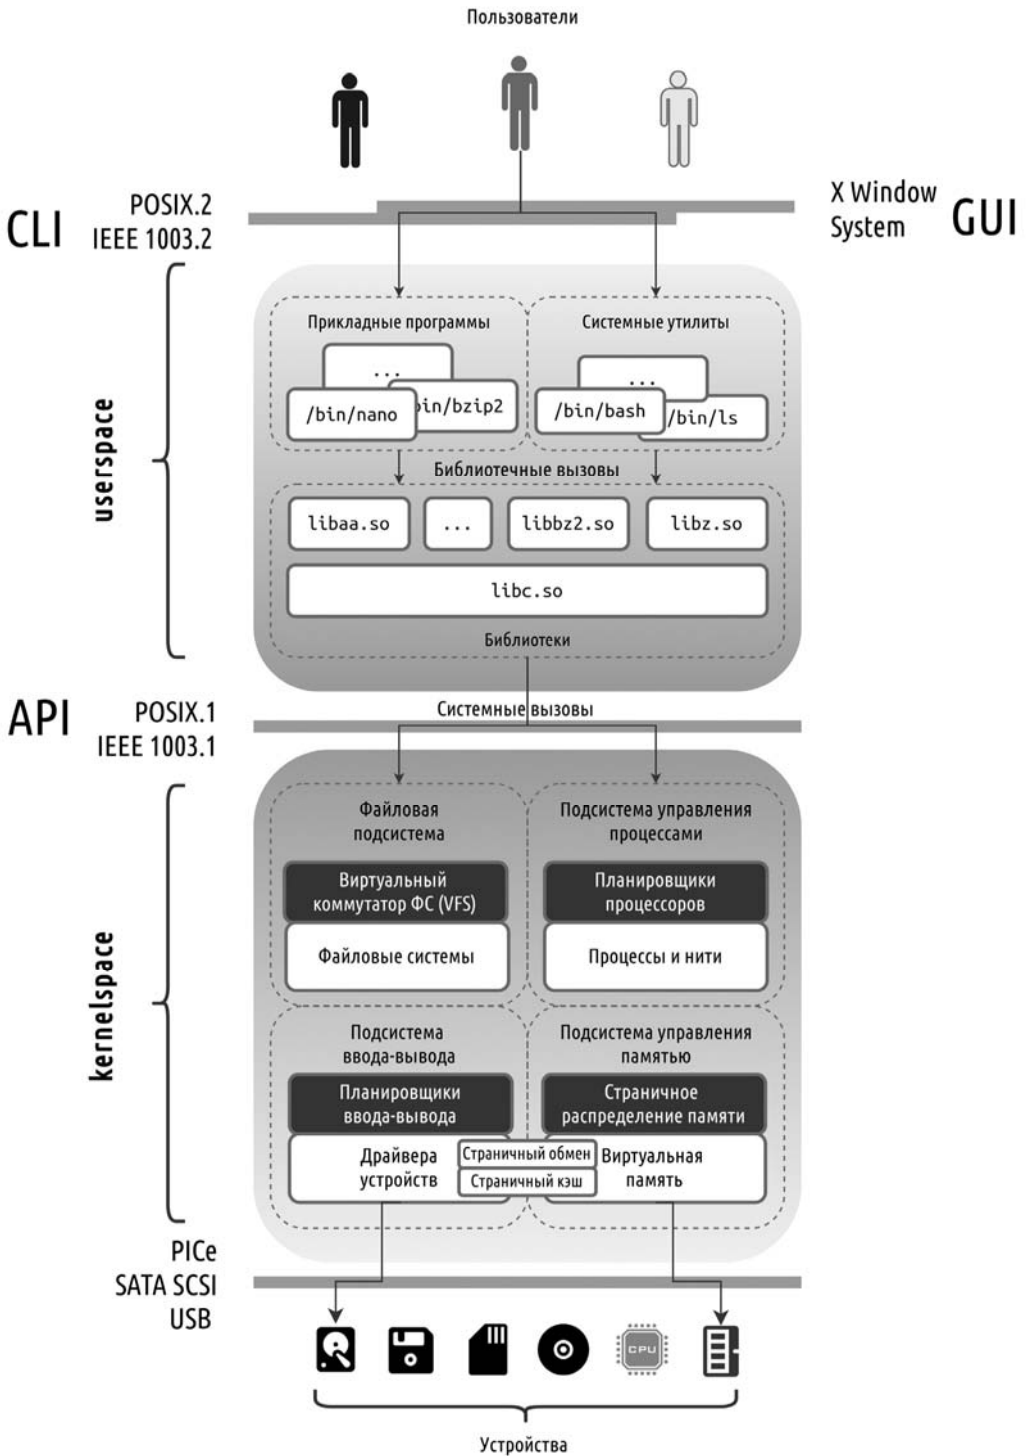 Пользователи
CLI
POSIX.2
IEEE 1003.2
X Window
System
GUI
userspace
Прикладные программы
...
/bin/nano
bin/bzip2
Системные утилиты
...
/bin/bash
/bin/ls
Библиотечные вызовы
libaa.so
...
libbz2.so
libz.so
libc.so
Библиотеки
API
POSIX.1
IEEE 1003.1
Системные вызовы
kernelspace
Файловая
подсистема
Виртуальный
коммутатор ФС (VFS)
Файловые системы
Подсистема управления
процессами
Планировщики
процессоров
Процессы и нити
Подсистема
ввода-вывода
Планировщики
ввода-вывода
Драйвера
устройств
Страничный обмен
Страничный кэш
Подсистема управления
памятью
Страничное
распределение памяти
Виртуальная
память
PICe
SATA SCSI
USB
CPU
Устройства